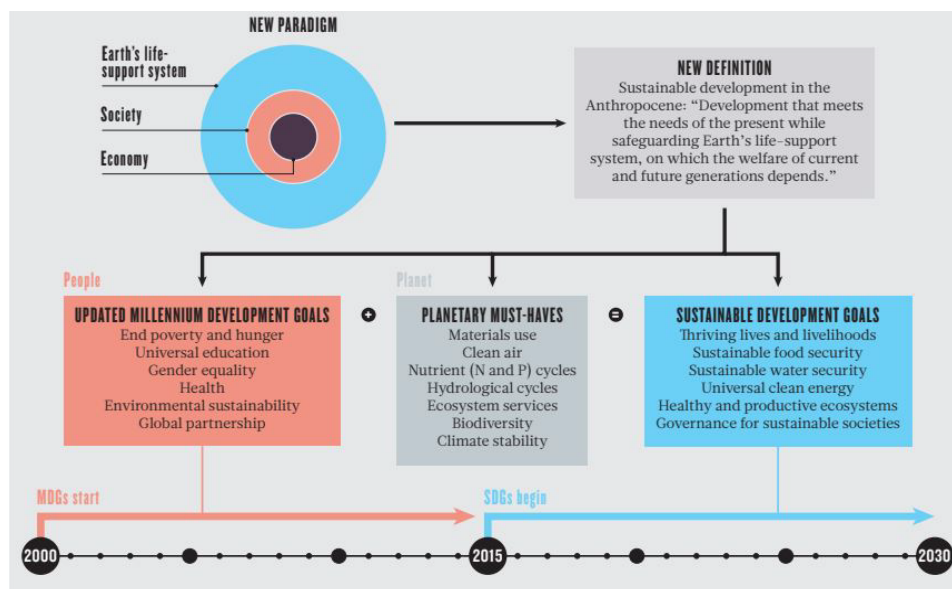 NEW PARADIGM
Earth's life-
support system
Society
Economy
NEW DEFINITION
Sustainable development in the
Anthropocene: “Development that meets
the needs of the present while
safeguarding Earth's life-support
system, on which the welfare of current
and future generations depends.”
People
UPDATED MILLENNIUM DEVELOPMENT GOALS
End poverty and hunger
Universal education
Gender equality
Health
Environmental sustainability
Global partnership
+
Planet
PLANETARY MUST-HAVES
Materials use
Clean air
Nutrient (N and P) cycles
Hydrological cycles
Ecosystem services
Biodiversity
Climate stability
=
SUSTAINABLE DEVELOPMENT GOALS
Thriving lives and livelihoods
Sustainable food security
Sustainable water security
Universal clean energy
Healthy and productive ecosystems
Governance for sustainable societies
MDGs start
SDGs begin
2000
2015
2030